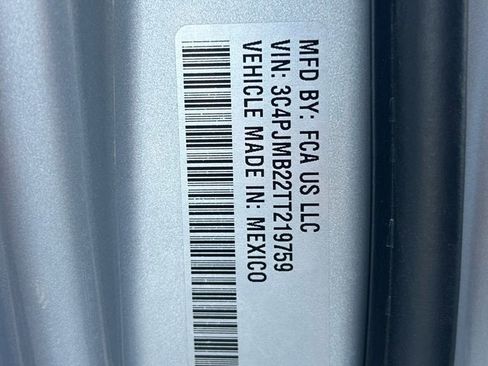 MFD BY: FCA US LLC
VIN: 3C4PJMB22TT219759
VEHICLE MADE IN: MEXICO